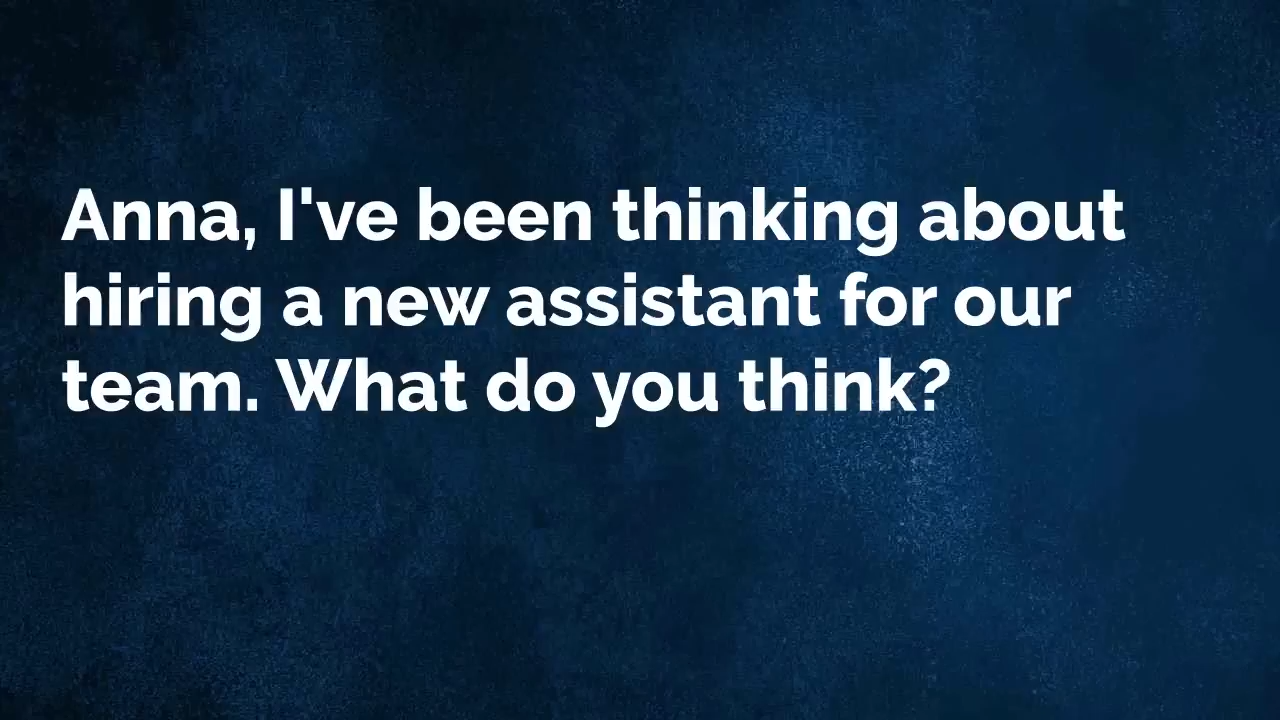 Anna, I've been thinking about
hiring a new assistant for our
team. What do you think?